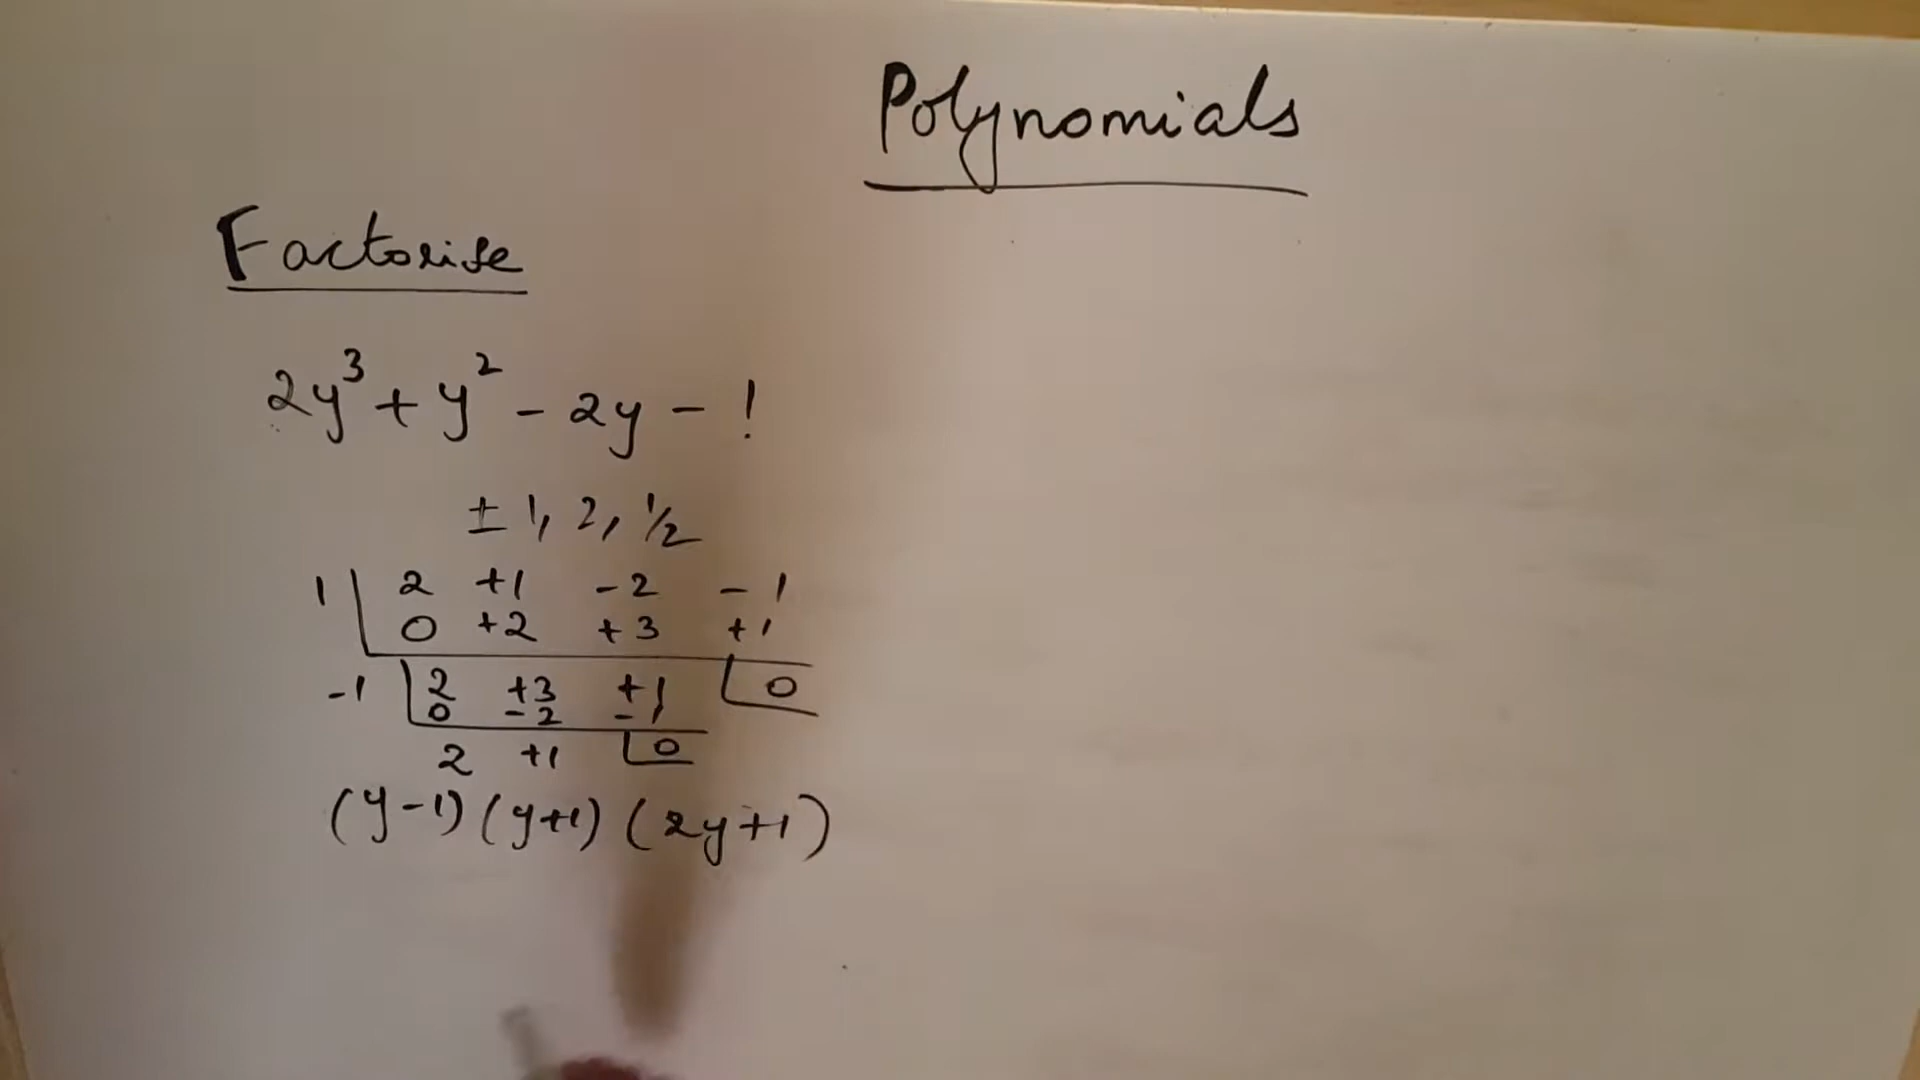 Polynomials
Factorise
2y³ + y² - 2y - 1
± 1, 2, 1/2
1 | 2 +1 -2 -1
0 +2 +3 +1
-1 | 2 +3 +1 | 0
0 -2 -1
2 +1 | 0
(y-1) (y+1) (2y+1)